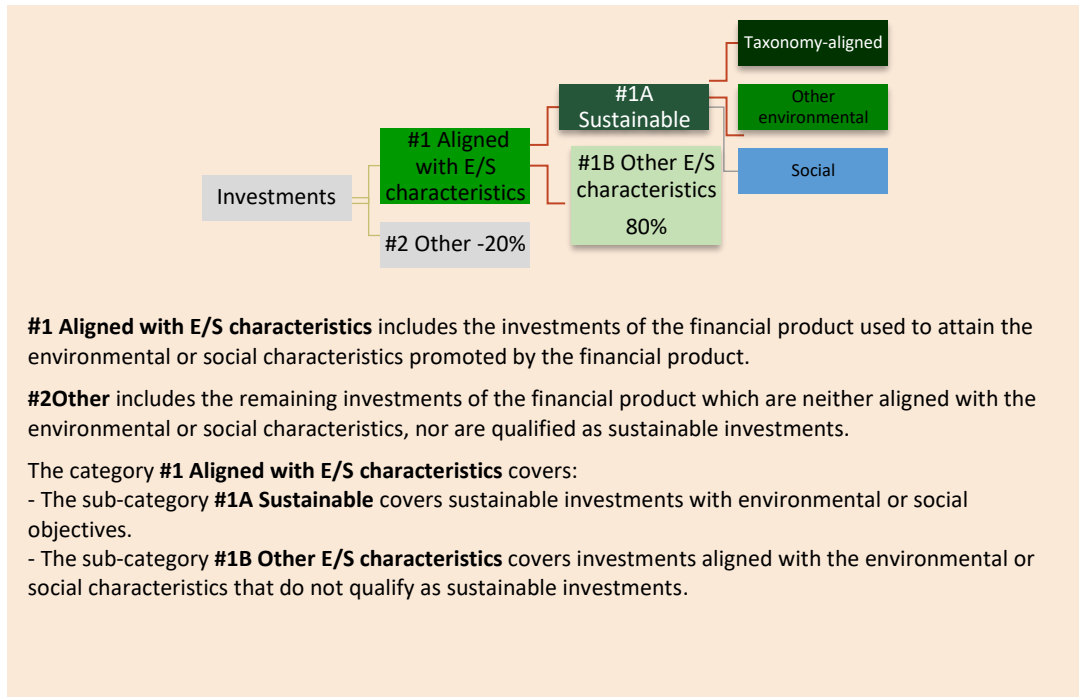 Taxonomy-aligned
#1A
Sustainable
Other
environmental
#1 Aligned
with E/S
characteristics
#1B Other E/S
characteristics
80%
Social
Investments
#2 Other -20%
#1 Aligned with E/S characteristics includes the investments of the financial product used to attain the
environmental or social characteristics promoted by the financial product.
#2Other includes the remaining investments of the financial product which are neither aligned with the
environmental or social characteristics, nor are qualified as sustainable investments.
The category #1 Aligned with E/S characteristics covers:
- The sub-category #1A Sustainable covers sustainable investments with environmental or social
objectives.
- The sub-category #1B Other E/S characteristics covers investments aligned with the environmental or
social characteristics that do not qualify as sustainable investments.